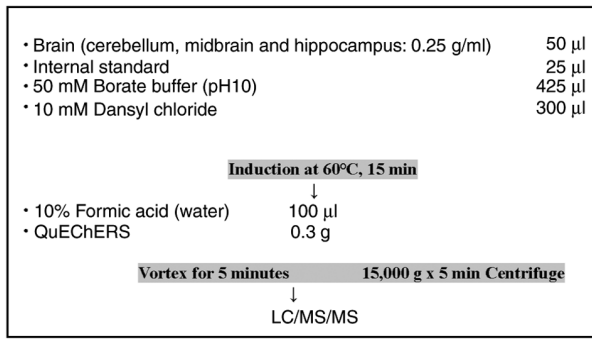 ・Brain (cerebellum, midbrain and hippocampus: 0.25 g/ml) 50 µl
・Internal standard 25 µl
・50 mM Borate buffer (pH10) 425 µl
・10 mM Dansyl chloride 300 µl
Induction at 60°C, 15 min
↓
・10% Formic acid (water) 100 µl
・QuEChERS 0.3 g
Vortex for 5 minutes 15,000 g x 5 min Centrifuge
↓
LC/MS/MS